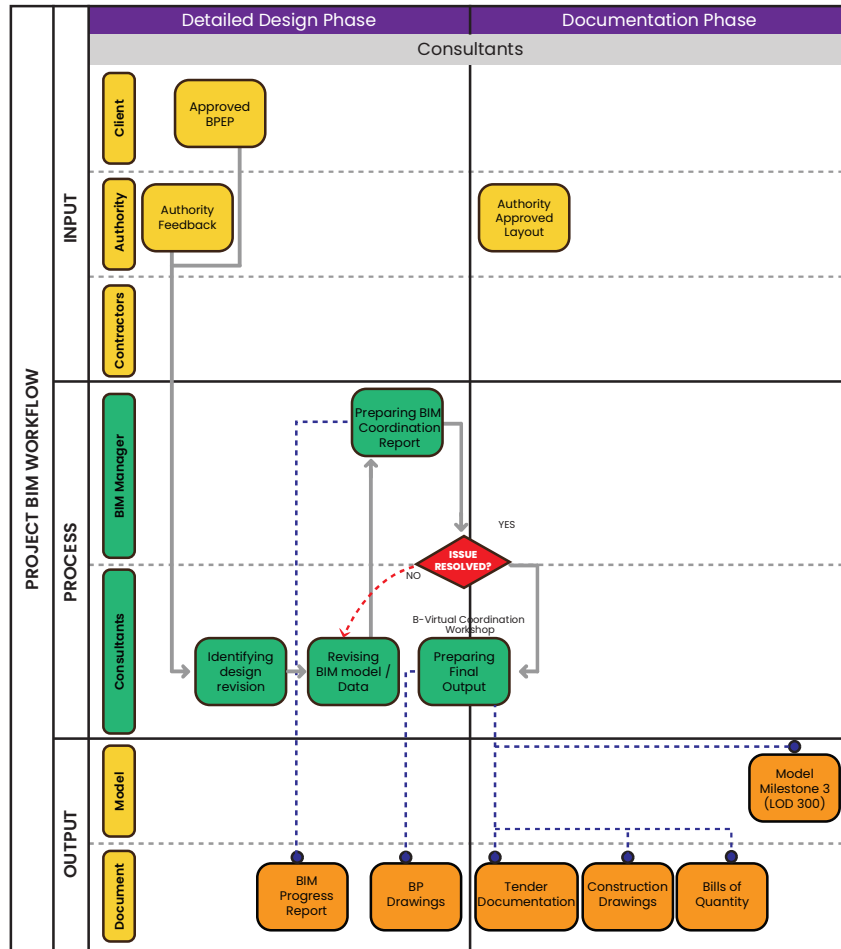 Detailed Design Phase
Documentation Phase
Consultants
PROJECT BIM WORKFLOW
INPUT
Client
Approved
BPEP
Authority
Authority
Feedback
Authority
Approved
Layout
Contractors
PROCESS
BIM Manager
Preparing BIM
Coordination
Report
YES
ISSUE
RESOLVED?
NO
B-Virtual Coordination
Workshop
Consultants
Identifying
design
revision
Revising
BIM model /
Data
Preparing
Final
Output
OUTPUT
Model
Model
Milestone 3
(LOD 300)
Document
BIM
Progress
Report
BP
Drawings
Tender
Documentation
Construction
Drawings
Bills of
Quantity